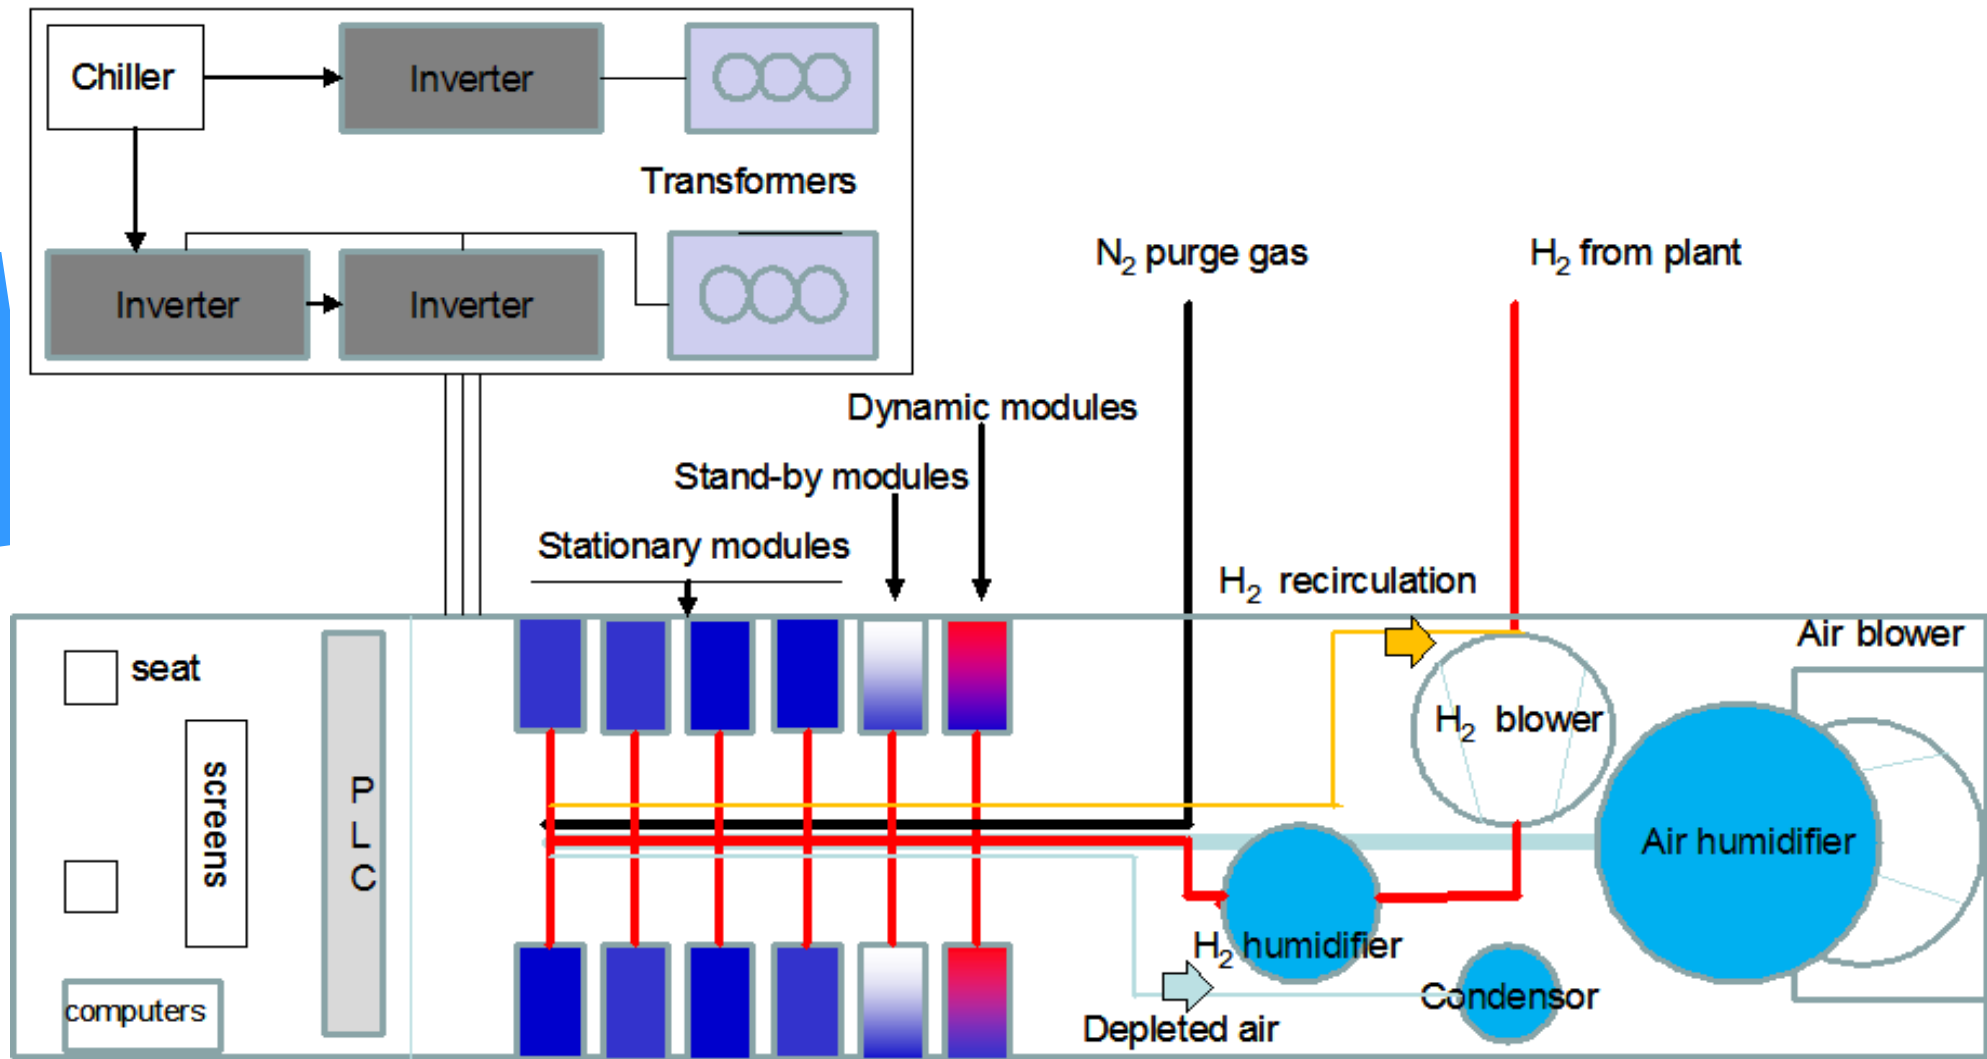 Chiller
Inverter
Transformers
Inverter
Inverter
N₂ purge gas
H₂ from plant
Dynamic modules
Stand-by modules
Stationary modules
H₂ recirculation
Air blower
seat
H₂ blower
screens
PLC
Air humidifier
H₂ humidifier
computers
Condensor
Depleted air